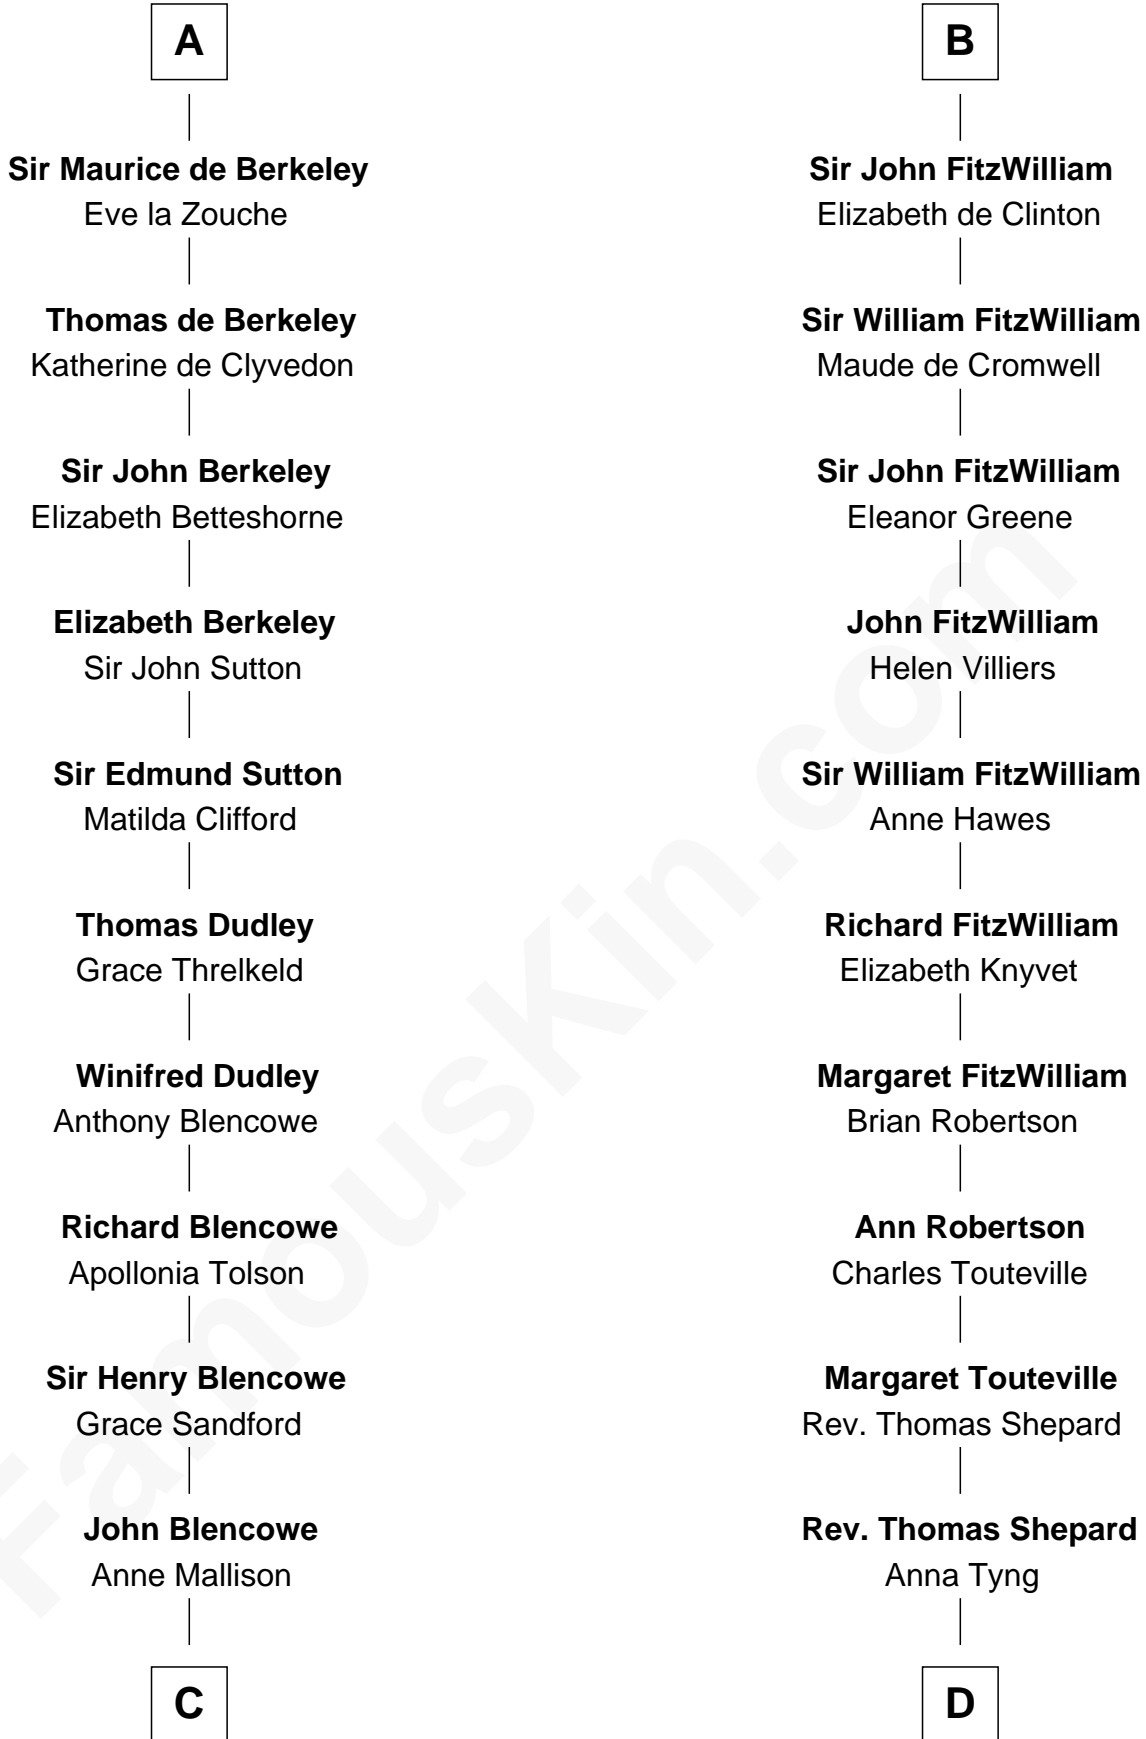 A
Sir Maurice de Berkeley
Eve la Zouche
Thomas de Berkeley
Katherine de Clyvedon
Sir John Berkeley
Elizabeth Betteshorne
Elizabeth Berkeley
Sir John Sutton
Sir Edmund Sutton
Matilda Clifford
Thomas Dudley
Grace Threlkeld
Winifred Dudley
Anthony Blencowe
Richard Blencowe
Apollonia Tolson
Sir Henry Blencowe
Grace Sandford
John Blencowe
Anne Mallison
C
B
Sir John FitzWilliam
Elizabeth de Clinton
Sir William FitzWilliam
Maude de Cromwell
Sir John FitzWilliam
Eleanor Greene
John FitzWilliam
Helen Villiers
Sir William FitzWilliam
Anne Hawes
Richard FitzWilliam
Elizabeth Knyvet
Margaret FitzWilliam
Brian Robertson
Ann Robertson
Charles Touteville
Margaret Touteville
Rev. Thomas Shepard
Rev. Thomas Shepard
Anna Tyng
D
FamousKin.com